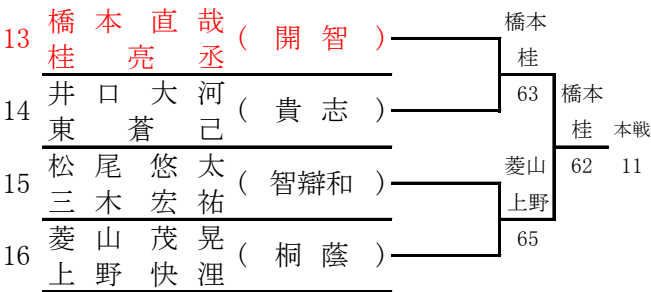 13 橋本直哉 桂亮丞 (開智)
14 井口大河 東蒼己 (貴志)
15 松尾悠太 三木宏祐 (智辯和)
16 菱山茂晃 上野快浬 (桐蔭)
橋本
桂
63
菱山
上野
65
橋本
桂
62
本戦
11